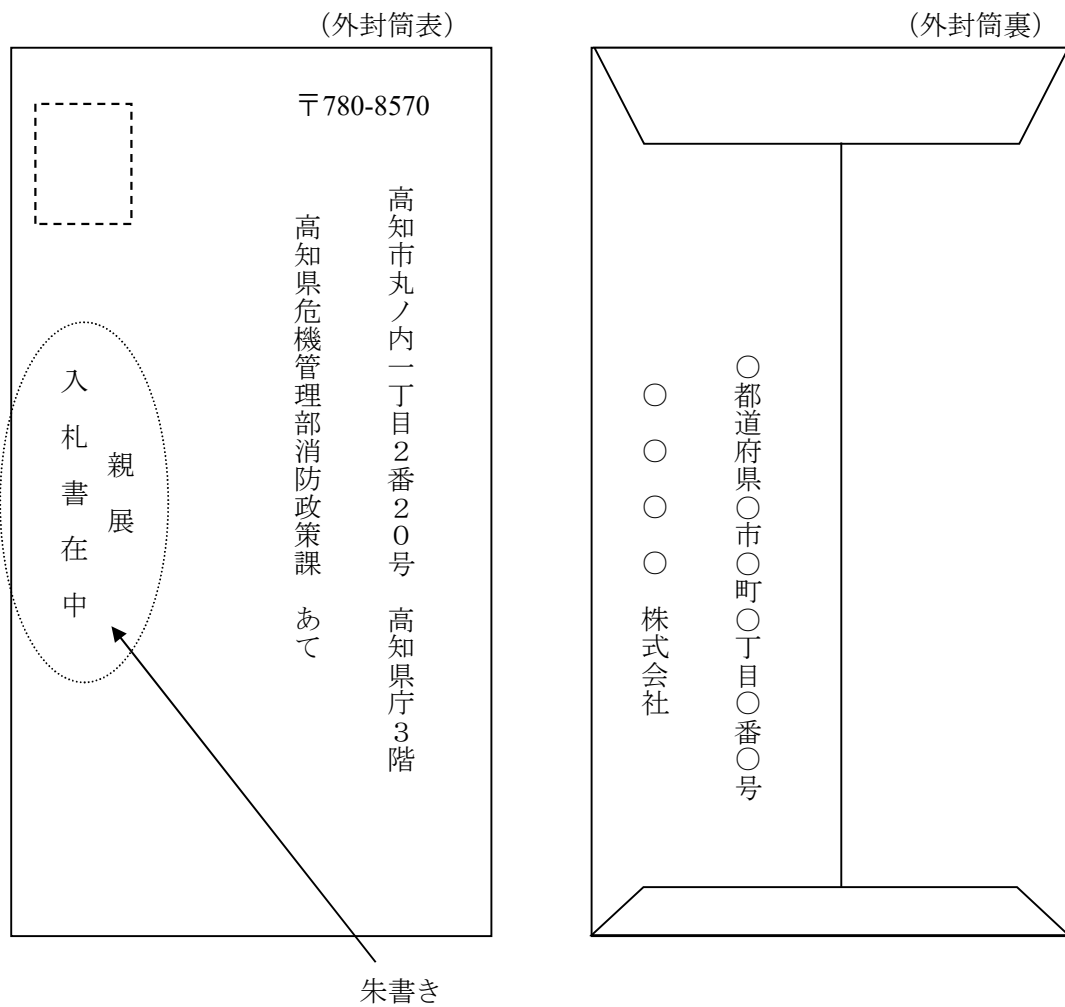 （外封筒表）
〒780-8570
高知市丸ノ内一丁目２番２０号　高知県庁３階
高知県危機管理部消防政策課　あて
親展
入札書在中
朱書き
（外封筒裏）
○都道府県○市○町○丁目○番○号
○○○○株式会社